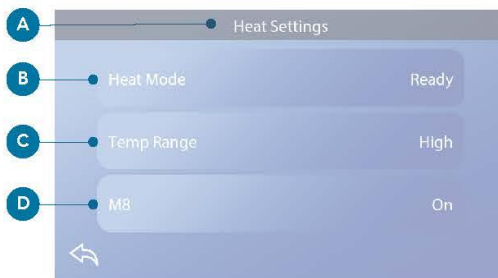 A Heat Settings
B Heat Mode Ready
C Temp Range High
D M8 On